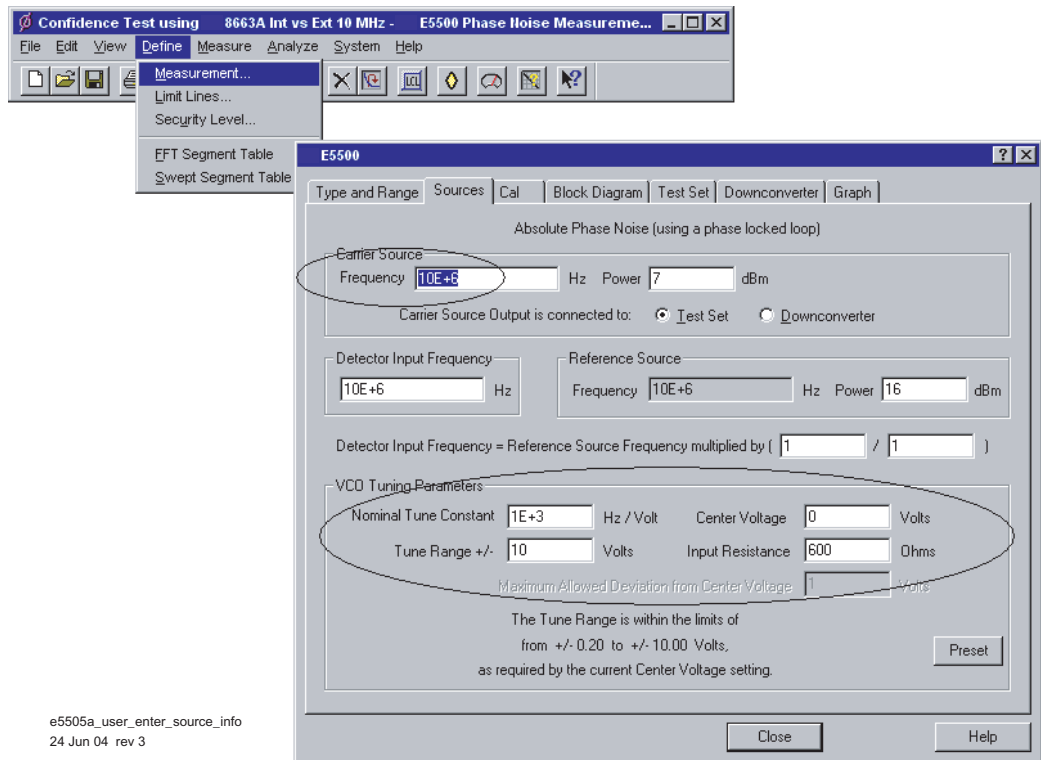 Confidence Test using 8663A Int vs Ext 10 MHz - E5500 Phase Noise Measureme...
File Edit View Define Measure Analyze System Help
Measurement...
Limit Lines...
Security Level...
FFT Segment Table
Swept Segment Table
LCL
E5500
Type and Range Sources Cal Block Diagram Test Set Downconverter Graph
Absolute Phase Noise (using a phase locked loop)
Carrier Source
Frequency 10E+6 Hz Power 7 dBm
Carrier Source Output is connected to: Test Set Downconverter
Detector Input Frequency
10E+6 Hz
Reference Source
Frequency 10E+6 Hz Power 16 dBm
Detector Input Frequency = Reference Source Frequency multiplied by ( 1 / 1 )
VCO Tuning Parameters
Nominal Tune Constant 1E+3 Hz / Volt Center Voltage 0 Volts
Tune Range +/- 10 Volts Input Resistance 600 Ohms
Maximum Allowed Deviation from Center Voltage 1 Volts
The Tune Range is within the limits of
from +/- 0.20 to +/- 10.00 Volts,
as required by the current Center Voltage setting.
Preset
Close Help
e5505a_user_enter_source_info
24 Jun 04 rev 3